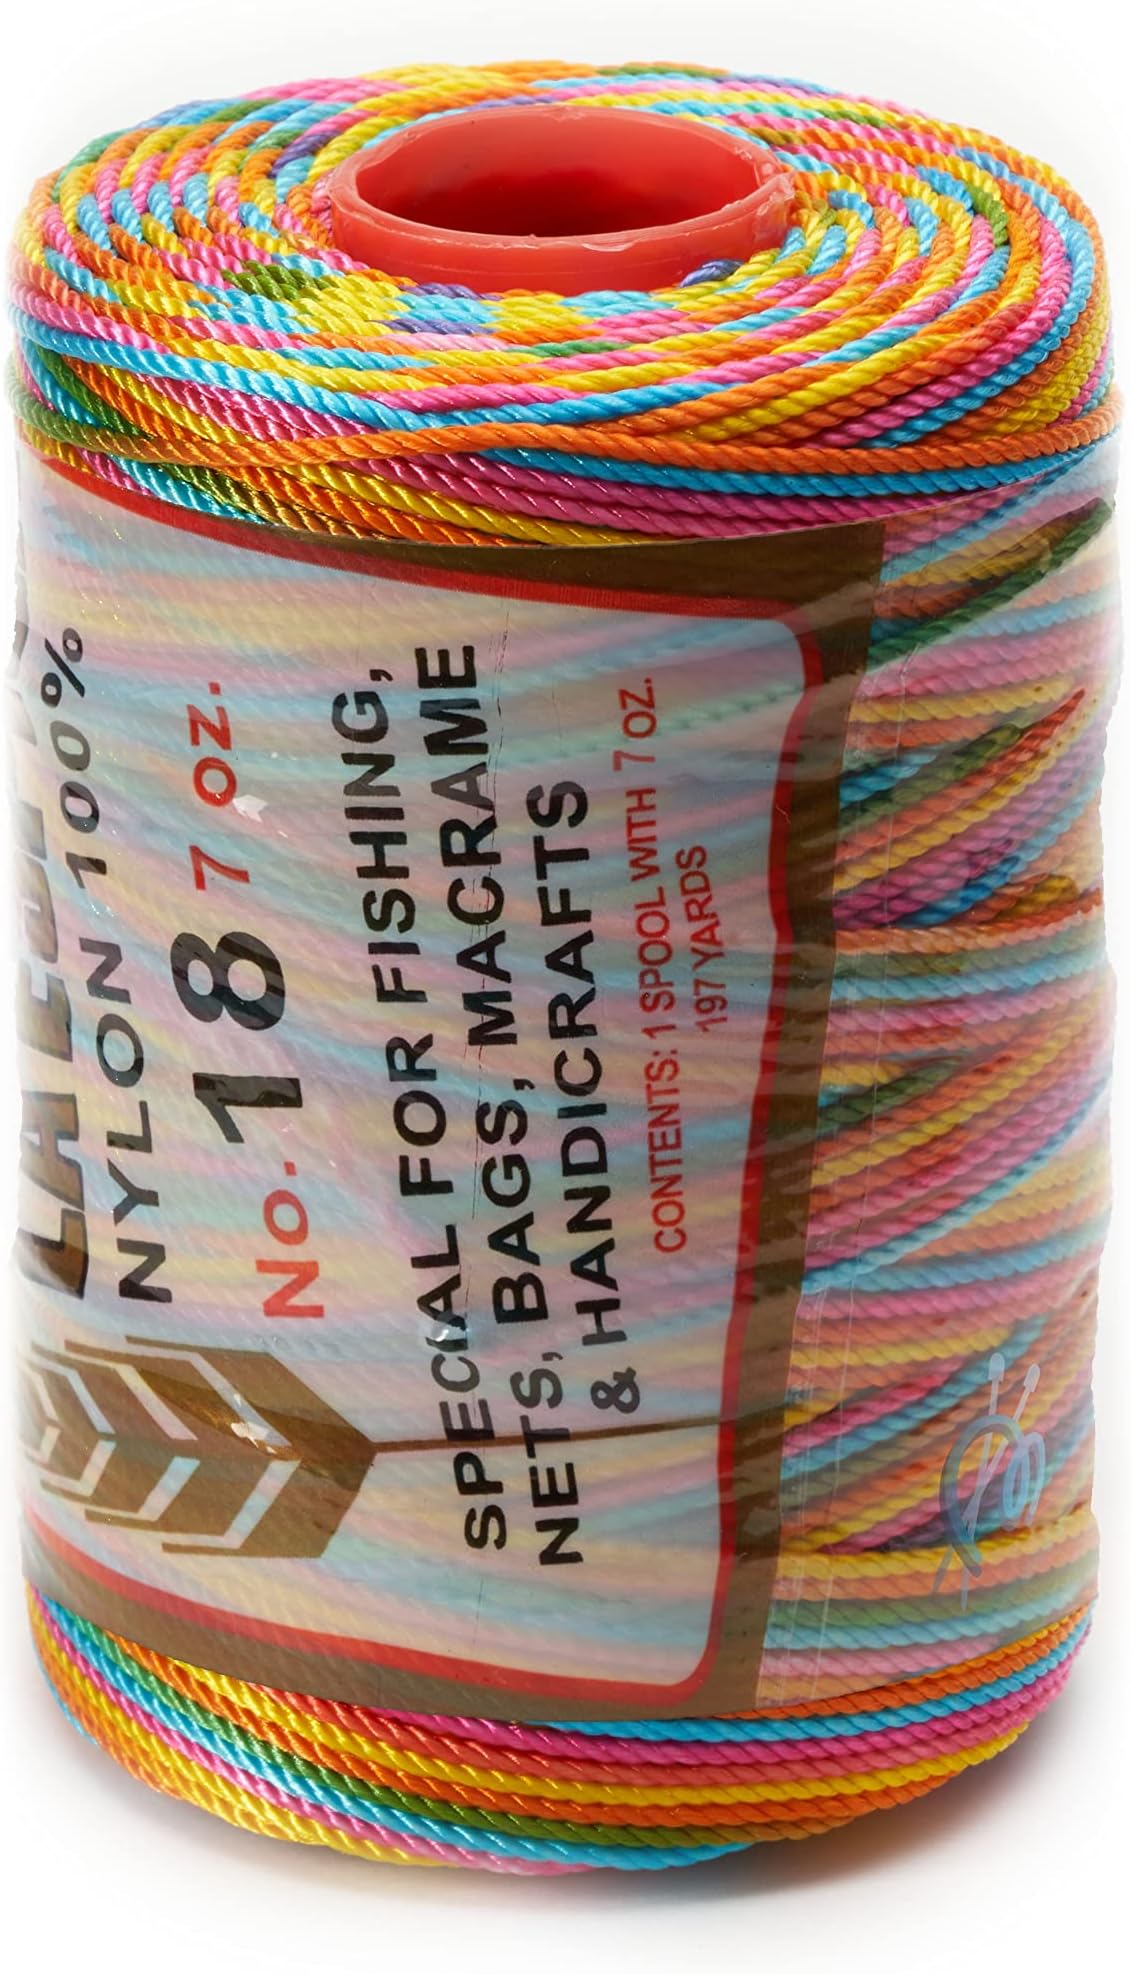 LA
NYLON 100%
No. 18 7 oz.
SPECIAL FOR FISHING,
NETS, BAGS, MACRAME
& HANDICRAFTS
CONTENTS: 1 SPOOL WITH 7 OZ.
197 YARDS